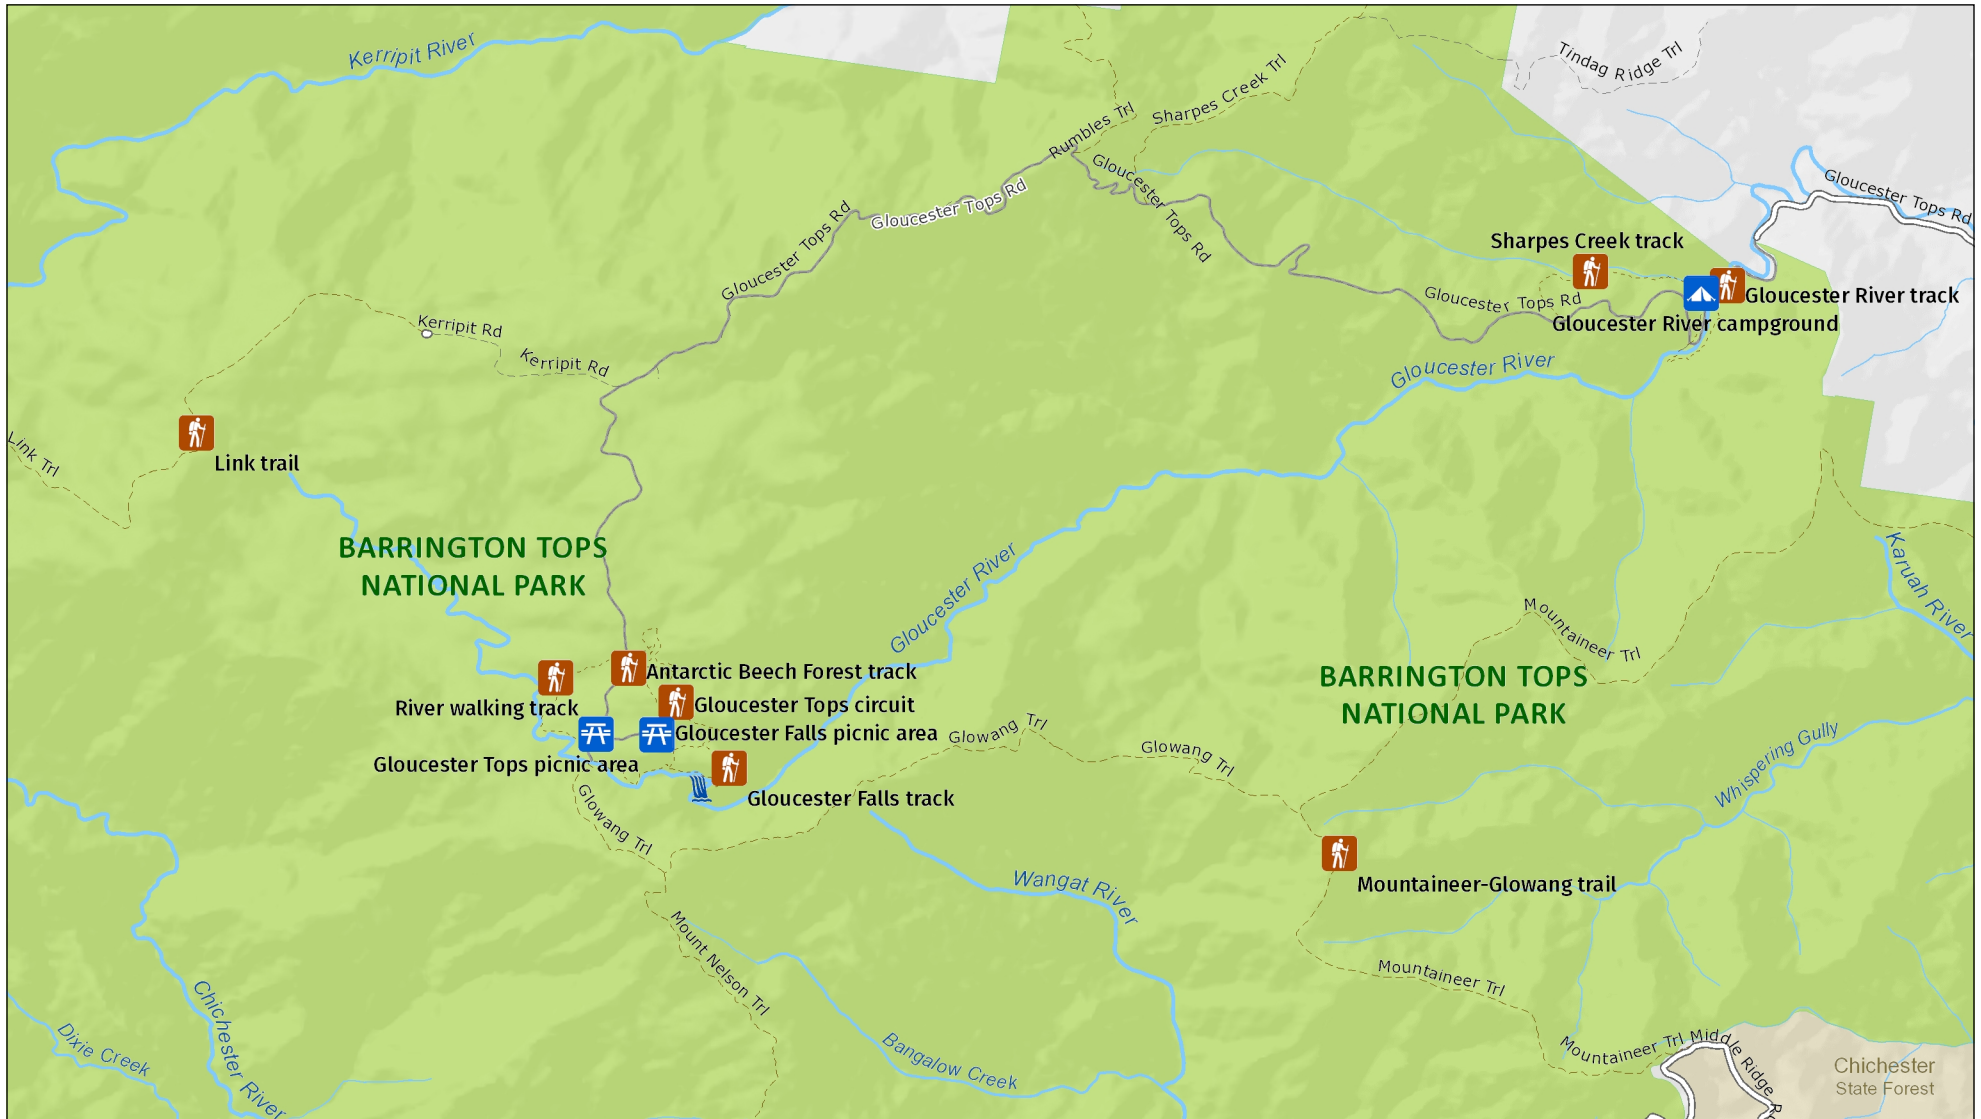 Kerripit River
Tindag Ridge Trl
Sharpes Creek Trl
Rumbles Trl
Gloucester Tops Rd
Gloucester Tops Rd
Gloucester Tops Rd
Gloucester Tops Rd
Sharpes Creek track
Gloucester Tops Rd
Gloucester River track
Gloucester River campground
Kerripit Rd
Kerripit Rd
Gloucester River
Link Trl
Link trail
BARRINGTON TOPS
NATIONAL PARK
Gloucester River
Karuah River
Mountaineer Trl
Antarctic Beech Forest track
BARRINGTON TOPS
NATIONAL PARK
River walking track
Gloucester Tops circuit
Gloucester Falls picnic area
Glowang Trl
Glowang Trl
Gloucester Tops picnic area
Whispering Gully
Glowang Trl
Gloucester Falls track
Wangat River
Mountaineer-Glowang trail
Mount Nelson Trl
Mountaineer Trl
Chichester River
Dixie Creek
Bangalow Creek
Mountaineer Trl
Middle Ridge R
Chichester
State Forest